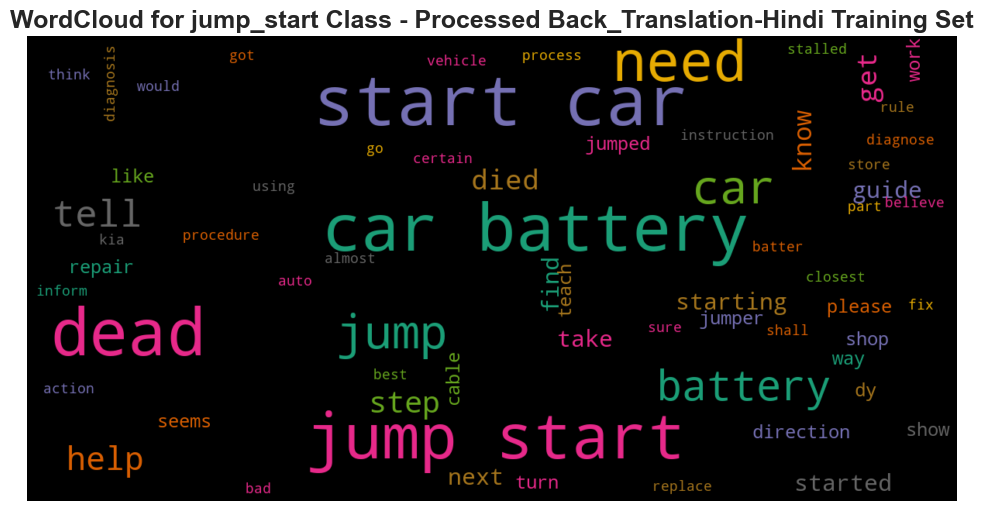 WordCloud for jump_start Class - Processed Back_Translation-Hindi Training Set
got
process
stalled
work
think
diagnosis
vehicle
need
get
would
start car
rule
go
jumped
instruction
know
diagnose
certain
store
like
using
died
car
guide
tell
part
believe
kia
procedure
car battery
batter
repair
almost
auto
find
teach
closest
inform
dead
jump
starting
jumper
please
fix
take
sure
shall
shop
way
action
best
step
cable
battery
dy
seems
jump start
direction
show
help
next
turn
bad
replace
started